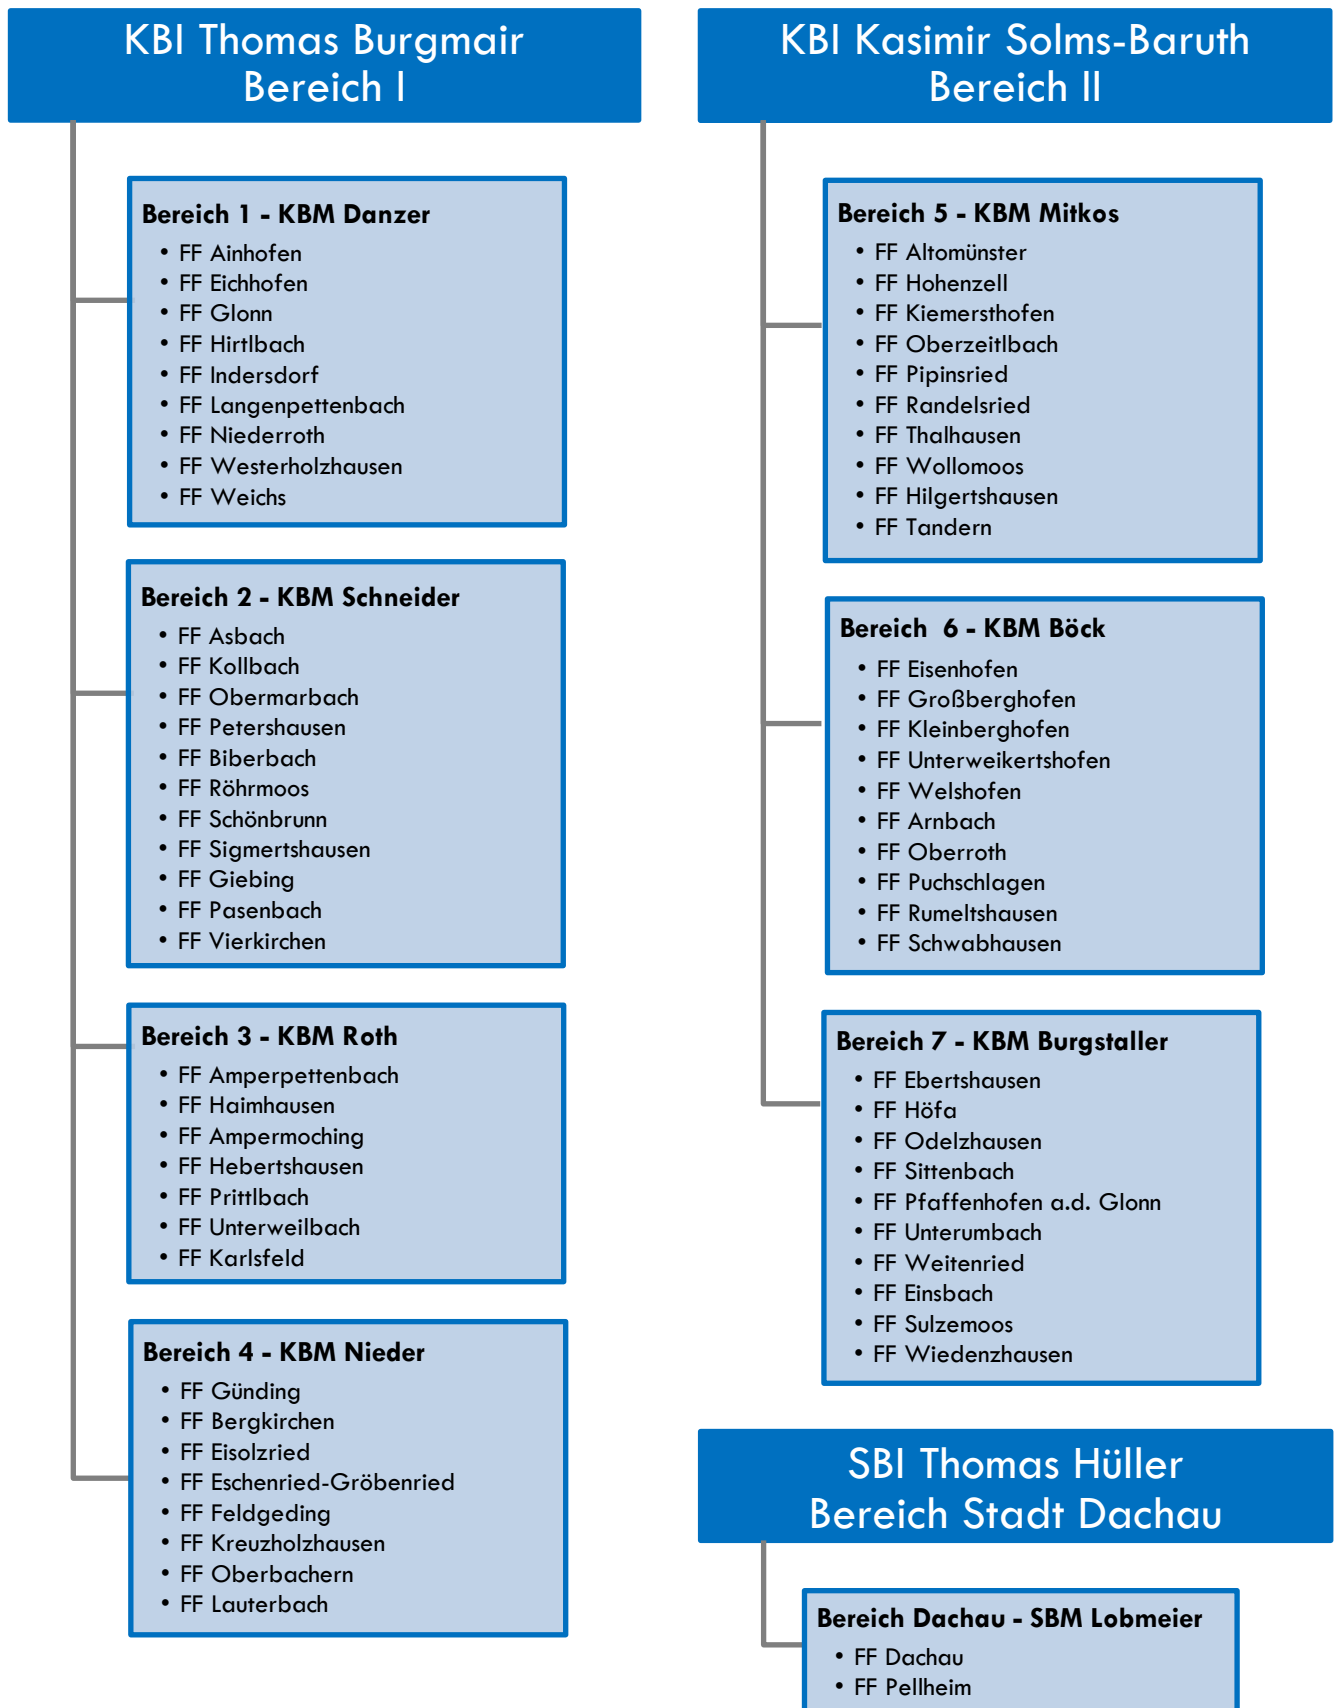 KBI Thomas Burgmair
Bereich I
Bereich 1 - KBM Danzer
• FF Ainhofen
• FF Eichhofen
• FF Glonn
• FF Hirtlbach
• FF Indersdorf
• FF Langenpettenbach
• FF Niederroth
• FF Westerholzhausen
• FF Weichs
Bereich 2 - KBM Schneider
• FF Asbach
• FF Kollbach
• FF Obermarbach
• FF Petershausen
• FF Biberbach
• FF Röhrmoos
• FF Schönbrunn
• FF Sigmertshausen
• FF Giebing
• FF Pasenbach
• FF Vierkirchen
Bereich 3 - KBM Roth
• FF Amperpettenbach
• FF Haimhausen
• FF Ampermoching
• FF Hebertshausen
• FF Prittlbach
• FF Unterweilbach
• FF Karlsfeld
Bereich 4 - KBM Nieder
• FF Günding
• FF Bergkirchen
• FF Eisolzried
• FF Eschenried-Gröbenried
• FF Feldgeding
• FF Kreuzholzhausen
• FF Oberbachern
• FF Lauterbach
KBI Kasimir Solms-Baruth
Bereich II
Bereich 5 - KBM Mitkos
• FF Altomünster
• FF Hohenzell
• FF Kiemersthofen
• FF Oberzeitlbach
• FF Pipinsried
• FF Randelsried
• FF Thalhausen
• FF Wollomoos
• FF Hilgertshausen
• FF Tandern
Bereich  6 - KBM Böck
• FF Eisenhofen
• FF Großberghofen
• FF Kleinberghofen
• FF Unterweikertshofen
• FF Welshofen
• FF Arnbach
• FF Oberroth
• FF Puchschlagen
• FF Rumeltshausen
• FF Schwabhausen
Bereich 7 - KBM Burgstaller
• FF Ebertshausen
• FF Höfa
• FF Odelzhausen
• FF Sittenbach
• FF Pfaffenhofen a.d. Glonn
• FF Unterumbach
• FF Weitenried
• FF Einsbach
• FF Sulzemoos
• FF Wiedenzhausen
SBI Thomas Hüller
Bereich Stadt Dachau
Bereich Dachau - SBM Lobmeier
• FF Dachau
• FF Pellheim